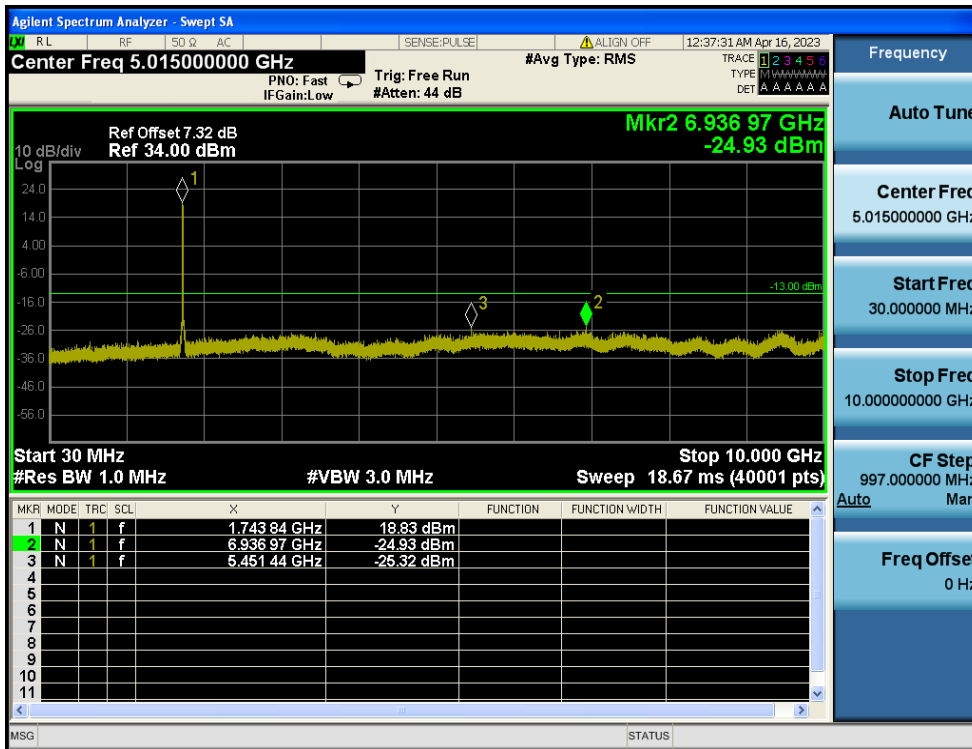 Agilent Spectrum Analyzer - Swept SA
LXI RL RF 50 Ω AC SENSE:PULSE ALIGN OFF 12:37:31 AM Apr 16, 2023
Center Freq 5.015000000 GHz
PNO: Fast
IFGain:Low
Trig: Free Run
#Atten: 44 dB
#Avg Type: RMS
TRACE 1 2 3 4 5 6
TYPE M WWWWW
DET A A A A A A
Ref Offset 7.32 dB
10 dB/div Ref 34.00 dBm
Log
Mkr2 6.936 97 GHz
-24.93 dBm
24.0
14.0
4.00
-6.00
-16.0
-26.0
-36.0
-46.0
-56.0
1
3
2
-13.00 dBm
Start 30 MHz Stop 10.000 GHz
#Res BW 1.0 MHz #VBW 3.0 MHz Sweep 18.67 ms (40001 pts)
MKR MODE TRC SCL X Y FUNCTION FUNCTION WIDTH FUNCTION VALUE
1 N 1 f 1.743 84 GHz 18.83 dBm
2 N 1 f 6.936 97 GHz -24.93 dBm
3 N 1 f 5.451 44 GHz -25.32 dBm
4
5
6
7
8
9
10
11
MSG STATUS
Frequency
Auto Tune
Center Freq
5.015000000 GHz
Start Freq
30.000000 MHz
Stop Freq
10.000000000 GHz
CF Step
997.000000 MHz
Auto Man
Freq Offset
0 Hz